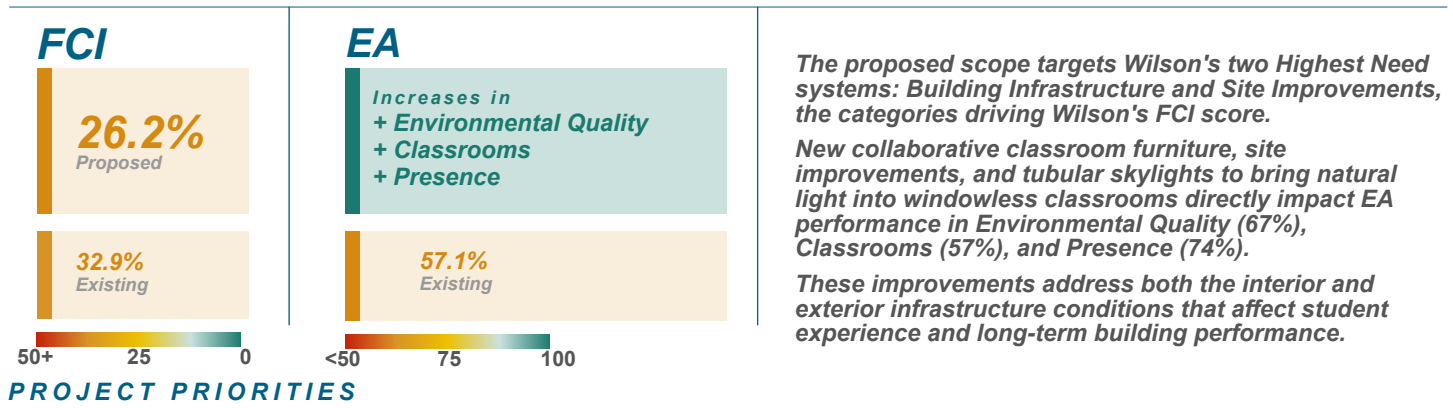 FCI
26.2%
Proposed
32.9%
Existing
50+ 25 0
EA
Increases in
+ Environmental Quality
+ Classrooms
+ Presence
57.1%
Existing
<50 75 100
The proposed scope targets Wilson's two Highest Need
systems: Building Infrastructure and Site Improvements,
the categories driving Wilson's FCI score.
New collaborative classroom furniture, site
improvements, and tubular skylights to bring natural
light into windowless classrooms directly impact EA
performance in Environmental Quality (67%),
Classrooms (57%), and Presence (74%).
These improvements address both the interior and
exterior infrastructure conditions that affect student
experience and long-term building performance.
PROJECT PRIORITIES